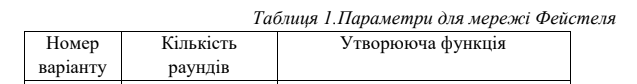 Таблиця 1.Параметри для мережі Фейстеля
Номер варіанту
Кількість раундів
Утворююча функція